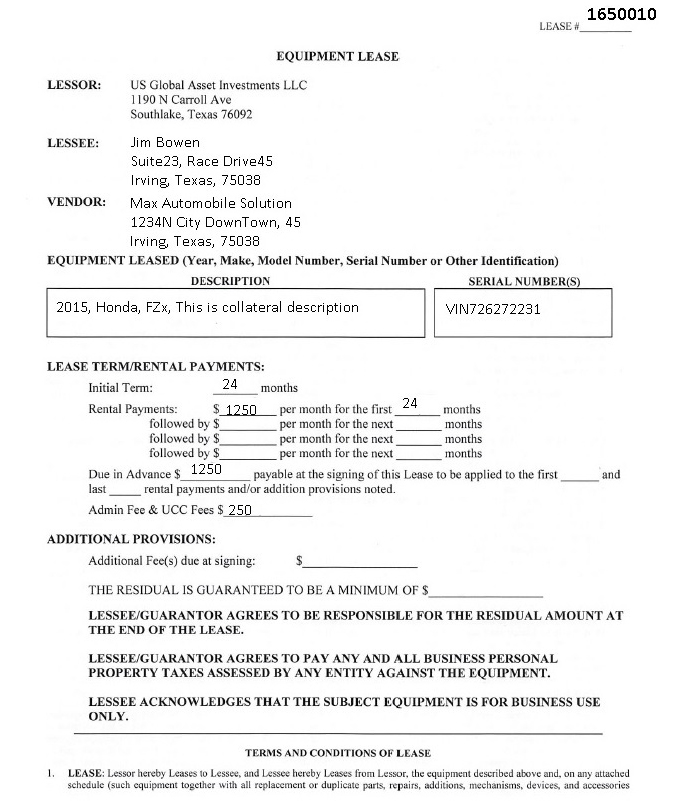 1650010
LEASE #________
EQUIPMENT LEASE
LESSOR: US Global Asset Investments LLC
1190 N Carroll Ave
Southlake, Texas 76092
LESSEE: Jim Bowen
Suite23, Race Drive45
Irving, Texas, 75038
VENDOR: Max Automobile Solution
1234N City DownTown, 45
Irving, Texas, 75038
EQUIPMENT LEASED (Year, Make, Model Number, Serial Number or Other Identification)
DESCRIPTION SERIAL NUMBER(S)
2015, Honda, FZx, This is collateral description VIN726272231
LEASE TERM/RENTAL PAYMENTS:
Initial Term: 24 months
Rental Payments: $ 1250 per month for the first 24 months
followed by $________ per month for the next ______ months
followed by $________ per month for the next ______ months
followed by $________ per month for the next ______ months
Due in Advance $ 1250 payable at the signing of this Lease to be applied to the first _____ and
last _____ rental payments and/or addition provisions noted.
Admin Fee & UCC Fees $ 250
ADDITIONAL PROVISIONS:
Additional Fee(s) due at signing: $________________
THE RESIDUAL IS GUARANTEED TO BE A MINIMUM OF $________________
LESSEE/GUARANTOR AGREES TO BE RESPONSIBLE FOR THE RESIDUAL AMOUNT AT
THE END OF THE LEASE.
LESSEE/GUARANTOR AGREES TO PAY ANY AND ALL BUSINESS PERSONAL
PROPERTY TAXES ASSESSED BY ANY ENTITY AGAINST THE EQUIPMENT.
LESSEE ACKNOWLEDGES THAT THE SUBJECT EQUIPMENT IS FOR BUSINESS USE
ONLY.
TERMS AND CONDITIONS OF LEASE
1. LEASE: Lessor hereby Leases to Lessee, and Lessee hereby Leases from Lessor, the equipment described above and, on any attached
schedule (such equipment together with all replacement or duplicate parts, repairs, additions, mechanisms, devices, and accessories